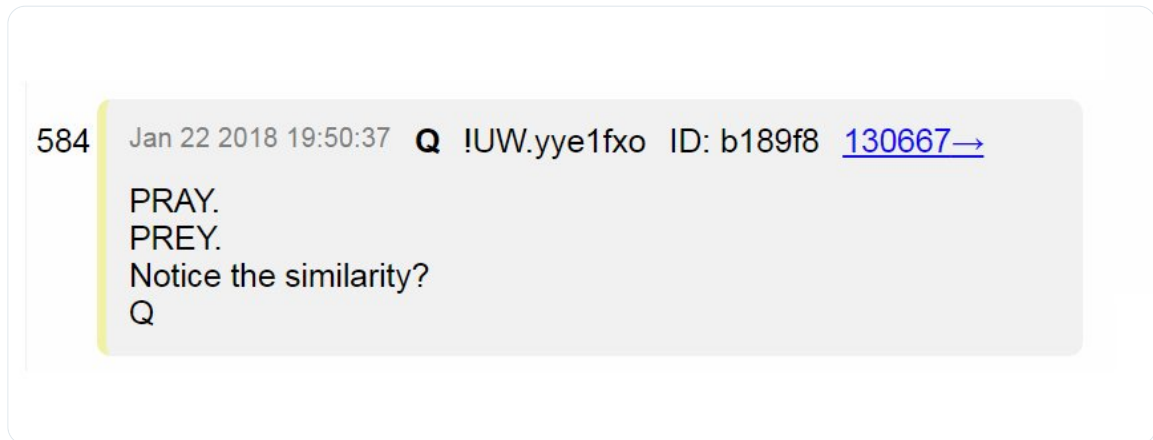 584 Jan 22 2018 19:50:37 Q !UW.yye1fxo ID: b189f8 130667→
PRAY.
PREY.
Notice the similarity?
Q